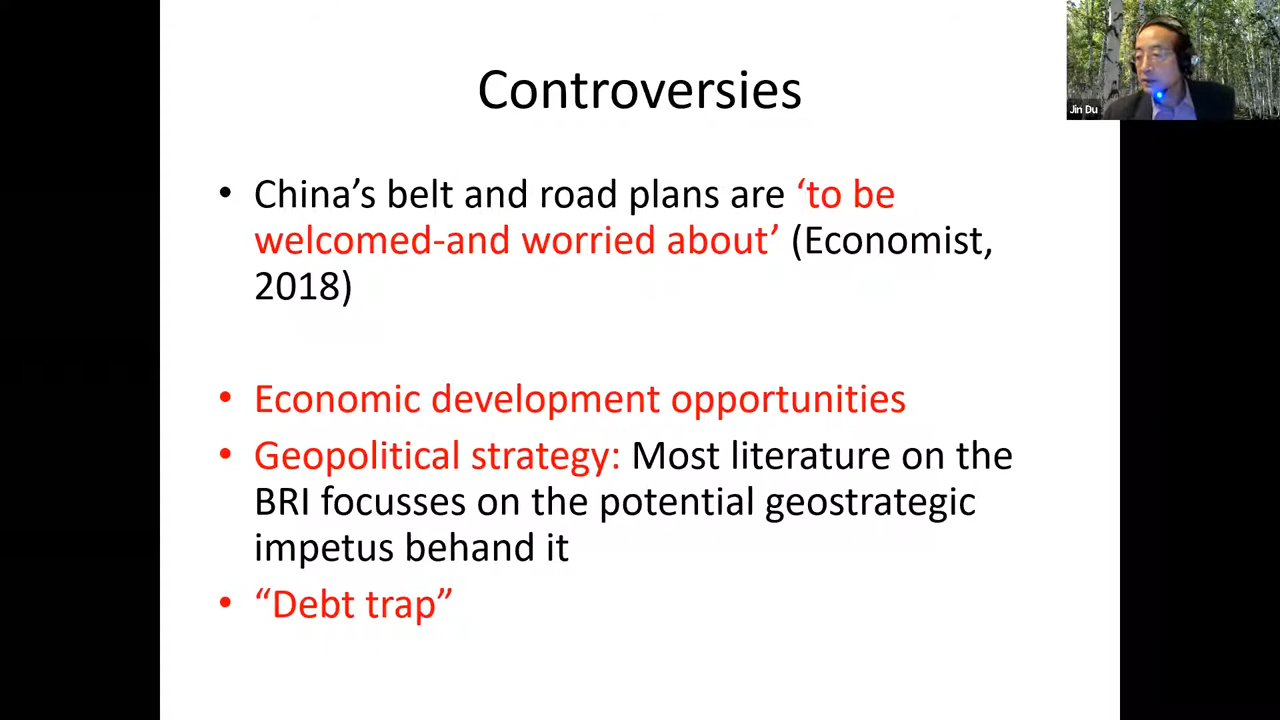 Controversies
Jin Du
• China’s belt and road plans are ‘to be
welcomed-and worried about’ (Economist,
2018)
• Economic development opportunities
• Geopolitical strategy: Most literature on the
BRI focusses on the potential geostrategic
impetus behand it
• “Debt trap”